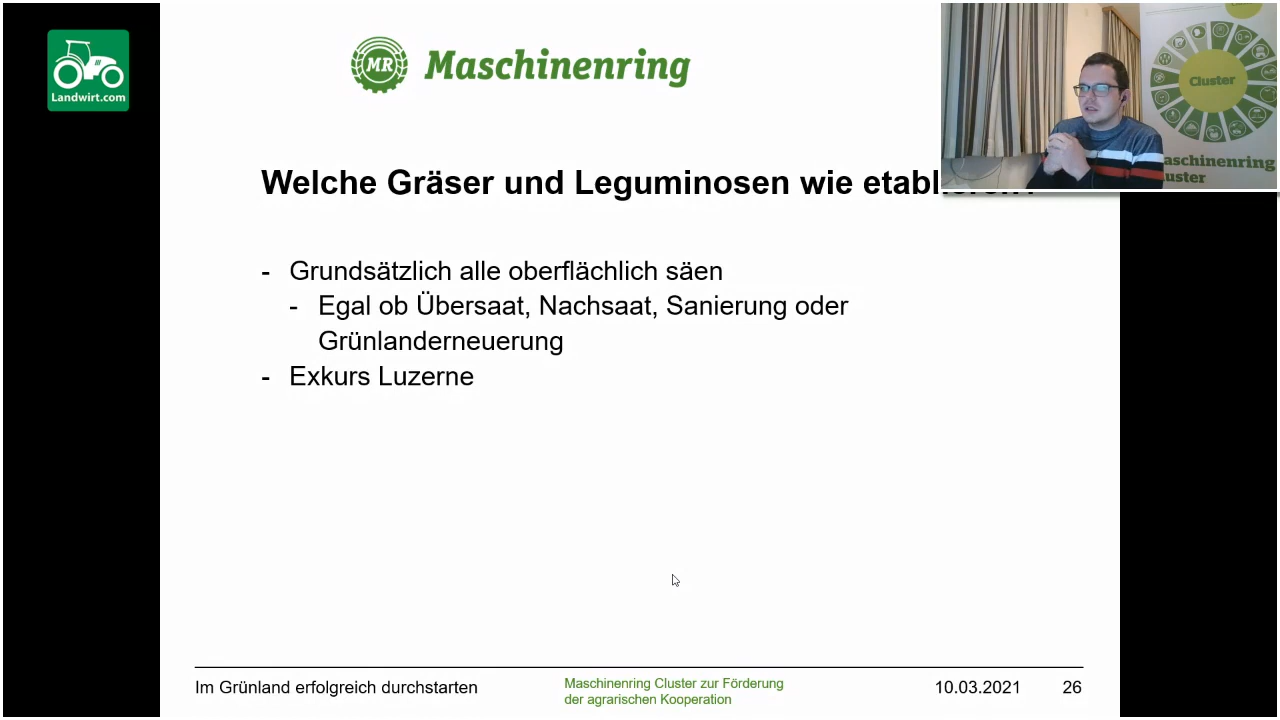 Landwirt.com
MR Maschinenring
Cluster
aschinenring
uster
Welche Gräser und Leguminosen wie
- Grundsätzlich alle oberflächlich säen
- Egal ob Übersaat, Nachsaat, Sanierung oder
Grünlanderneuerung
- Exkurs Luzerne
Im Grünland erfolgreich durchstarten
Maschinenring Cluster zur Förderung
der agrarischen Kooperation
10.03.2021 26